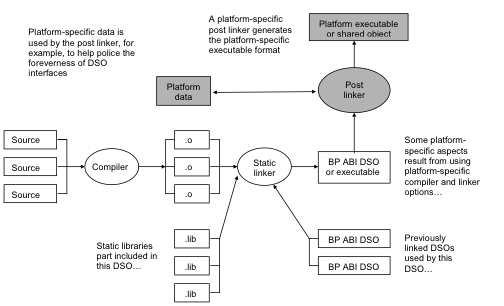 Platform-specific data is
used by the post linker, for
example, to help police the
foreverness of DSO
interfaces
A platform-specific
post linker generates
the platform-specific
executable format
Platform executable
or shared object
Platform
data
Post
linker
Source
Source
Source
Compiler
.o
.o
.o
Static
linker
BP ABI DSO
or executable
Some platform-
specific aspects
result from using
platform-specific
compiler and linker
options...
Static libraries
part included in
this DSO...
.lib
.lib
.lib
BP ABI DSO
BP ABI DSO
Previously
linked DSOs
used by this
DSO...